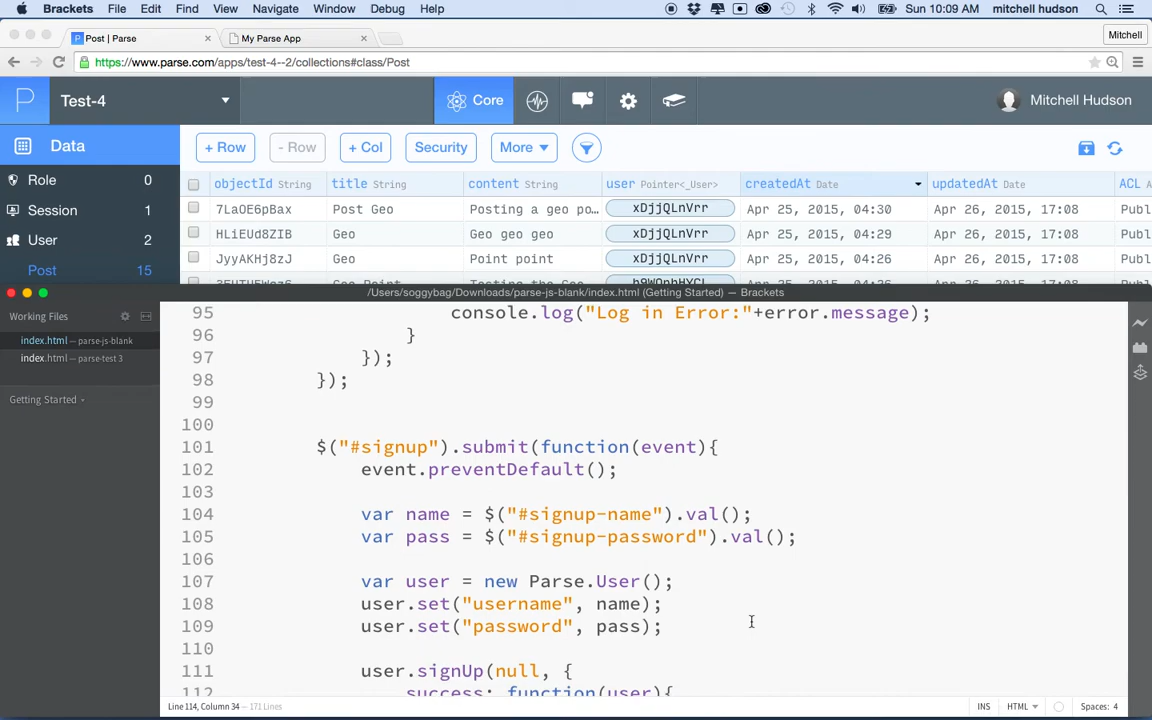 Brackets File Edit Find View Navigate Window Debug Help Sun 10:09 AM mitchell hudson
Post | Parse × My Parse App × Mitchell
https://www.parse.com/apps/test-4--2/collections#class/Post
P Test-4 Core Mitchell Hudson
Data + Row - Row + Col Security More
objectId String title String content String user Pointer<_User> createdAt Date updatedAt Date ACL
Role 0
7LaOE6pBax Post Geo Posting a geo po… xDjjQLnVrr Apr 25, 2015, 04:30 Apr 26, 2015, 17:08 Publ
Session 1
HLiEUd8ZIB Geo Geo geo geo xDjjQLnVrr Apr 25, 2015, 04:29 Apr 26, 2015, 17:08 Publ
User 2
JyyAKHj8zJ Geo Point point xDjjQLnVrr Apr 25, 2015, 04:26 Apr 26, 2015, 17:08 Publ
Post 15
/Users/soggybag/Downloads/parse-js-blank/index.html (Getting Started) — Brackets
Working Files
index.html — parse-js-blank
index.html — parse-test 3
Getting Started
95 console.log("Log in Error:"+error.message);
96 }
97 });
98 });
99
100
101 $("#signup").submit(function(event){
102 event.preventDefault();
103
104 var name = $("#signup-name").val();
105 var pass = $("#signup-password").val();
106
107 var user = new Parse.User();
108 user.set("username", name);
109 user.set("password", pass);
110
111 user.signUp(null, {
112 success: function(user){
Line 114, Column 34 — 171 Lines INS HTML Spaces: 4